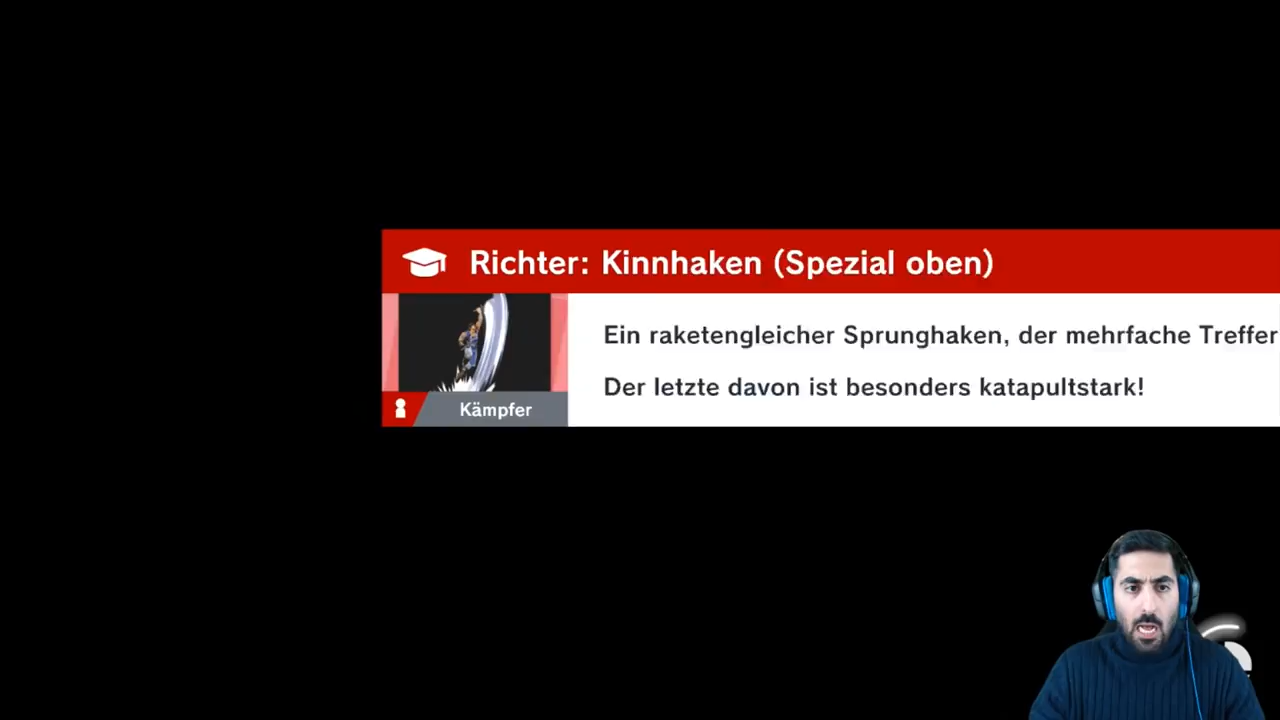 Richter: Kinnhaken (Spezial oben)
Ein raketengleicher Sprunghaken, der mehrfache Treffer
Der letzte davon ist besonders katapultstark!
Kämpfer